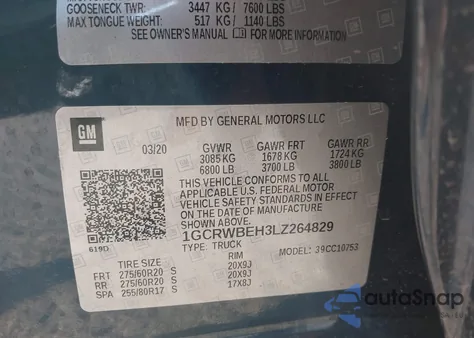 GOOSENECK TWR: 3447 KG/ 7600 LBS
MAX TONGUE WEIGHT: 517 KG/ 1140 LBS
SEE OWNER'S MANUAL FOR MORE INFORMATION
GM
MFD BY GENERAL MOTORS LLC
03/20 GVWR GAWR FRT GAWR RR
3085 KG 1678 KG 1724 KG
6800 LB 3700 LB 3800 LB
THIS VEHICLE CONFORMS TO ALL
APPLICABLE U.S. FEDERAL MOTOR
VEHICLE SAFETY STANDARDS IN EFFECT
ON THE DATE OF MANUFACTURE
SHOWN ABOVE.
1GCRWBEH3LZ264829
619D TYPE: TRUCK
MODEL: 39CC10753
TIRE SIZE RIM
FRT 275/60R20 S 20X9J
RR 275/60R20 S 20X9J
SPA 255/80R17 S 17X8J
autoSnap